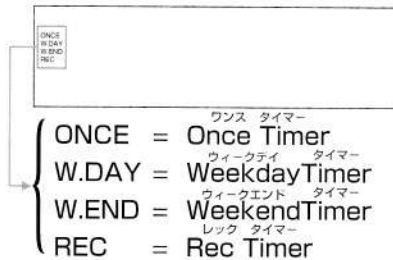 ONCE
W.DAY
W.END
REC
ワンス タイマー
ONCE = Once Timer
ウィークデイ タイマー
W.DAY = WeekdayTimer
ウィークエンド タイマー
W.END = WeekendTimer
レック タイマー
REC = Rec Timer